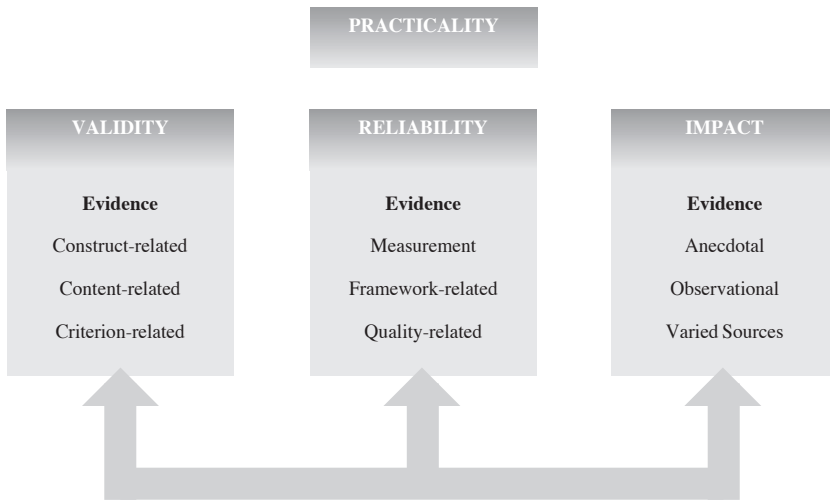 PRACTICALITY
VALIDITY
Evidence
Construct-related
Content-related
Criterion-related
RELIABILITY
Evidence
Measurement
Framework-related
Quality-related
IMPACT
Evidence
Anecdotal
Observational
Varied Sources